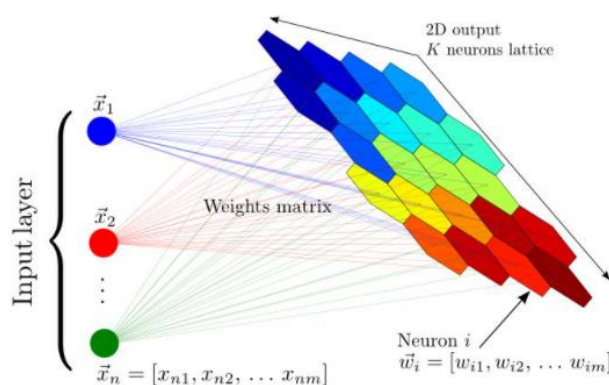 2D output
K neurons lattice
x⃗₁
Input layer
x⃗₂
Weights matrix
⋮
Neuron i
x⃗ₙ = [xₙ₁, xₙ₂, … xₙₘ]
w⃗ᵢ = [wᵢ₁, wᵢ₂, … wᵢₘ]